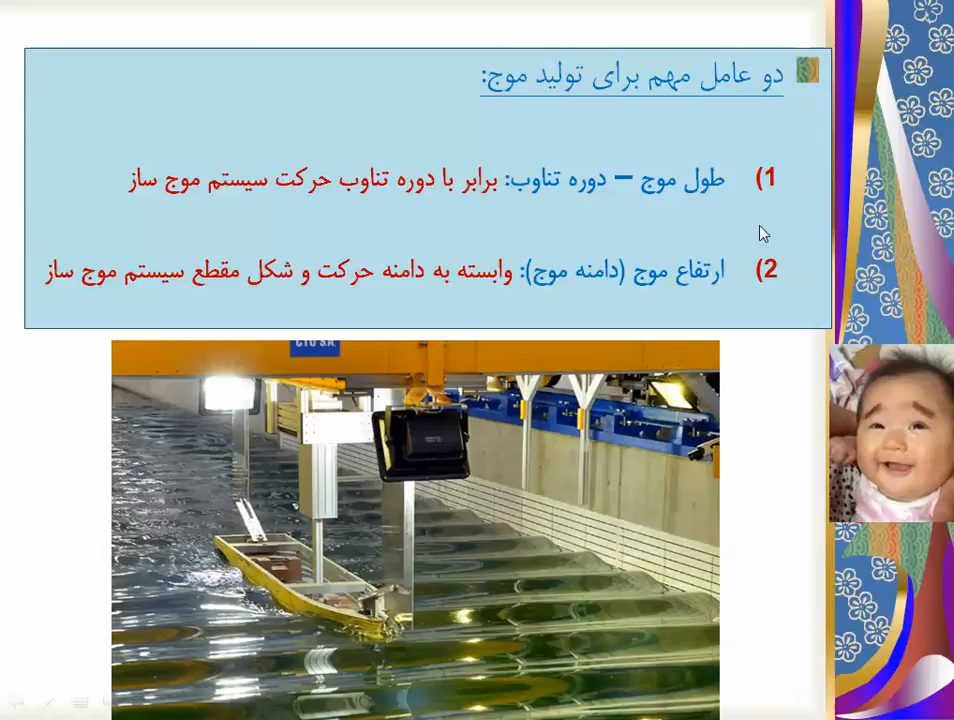 دو عامل مهم برای تولید موج:
1) طول موج – دوره تناوب: برابر با دوره تناوب حرکت سیستم موج ساز
2) ارتفاع موج (دامنه موج): وابسته به دامنه حرکت و شکل مقطع سیستم موج ساز
CTO S.A.